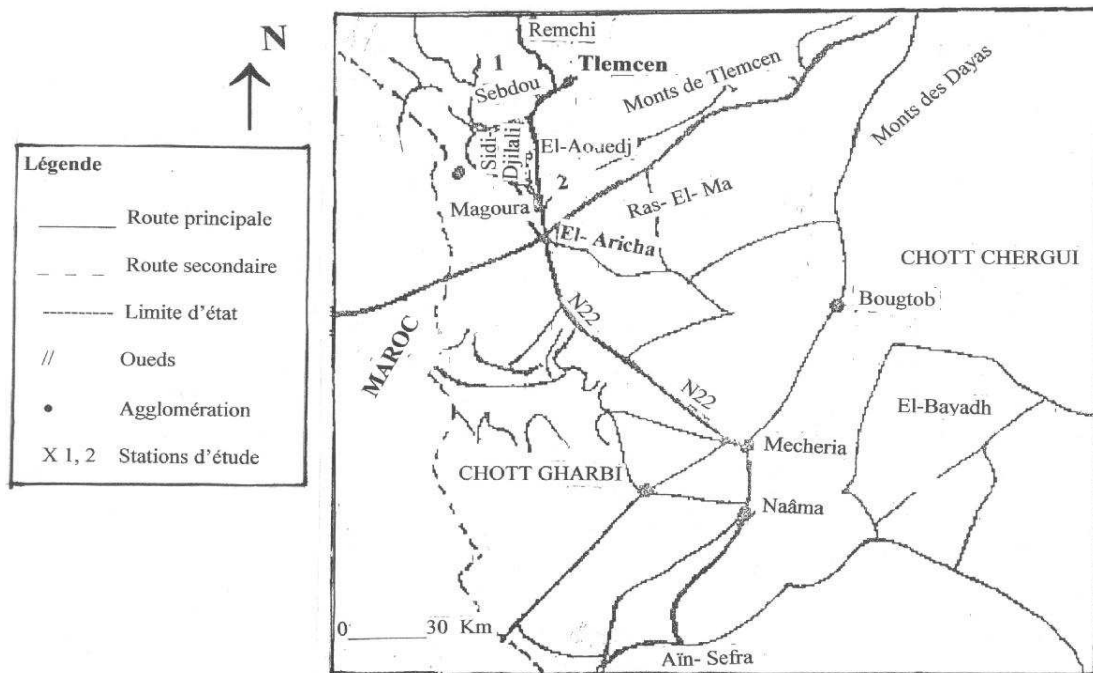 N
Légende
Route principale
Route secondaire
Limite d'état
// Oueds
Agglomération
X 1, 2 Stations d'étude
Remchi
1
Tlemcen
Sebdou
Monts de Tlemcen
Monts des Dayas
Sidi-
Djilali
El-Aouedj
2
Ras- El- Ma
Magoura
El- Aricha
CHOTT CHERGUI
Bougtob
N22
MAROC
N22
El-Bayadh
Mecheria
CHOTT GHARBI
Naâma
0 30 Km
Aïn- Sefra